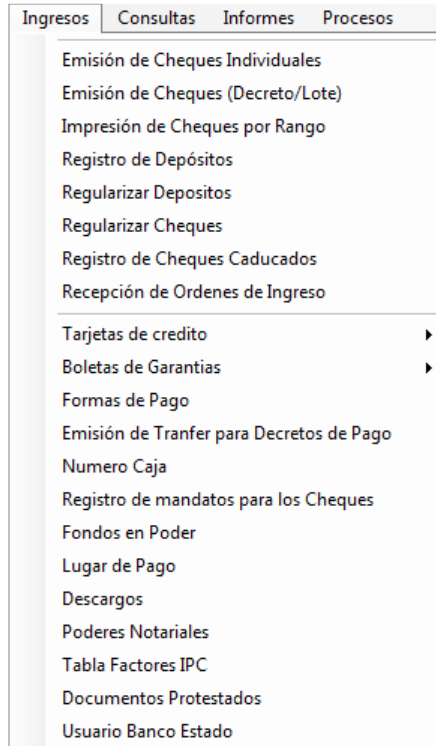 Ingresos Consultas Informes Procesos
Emisión de Cheques Individuales
Emisión de Cheques (Decreto/Lote)
Impresión de Cheques por Rango
Registro de Depósitos
Regularizar Depositos
Regularizar Cheques
Registro de Cheques Caducados
Recepción de Ordenes de Ingreso
Tarjetas de credito
Boletas de Garantias
Formas de Pago
Emisión de Tranfer para Decretos de Pago
Numero Caja
Registro de mandatos para los Cheques
Fondos en Poder
Lugar de Pago
Descargos
Poderes Notariales
Tabla Factores IPC
Documentos Protestados
Usuario Banco Estado